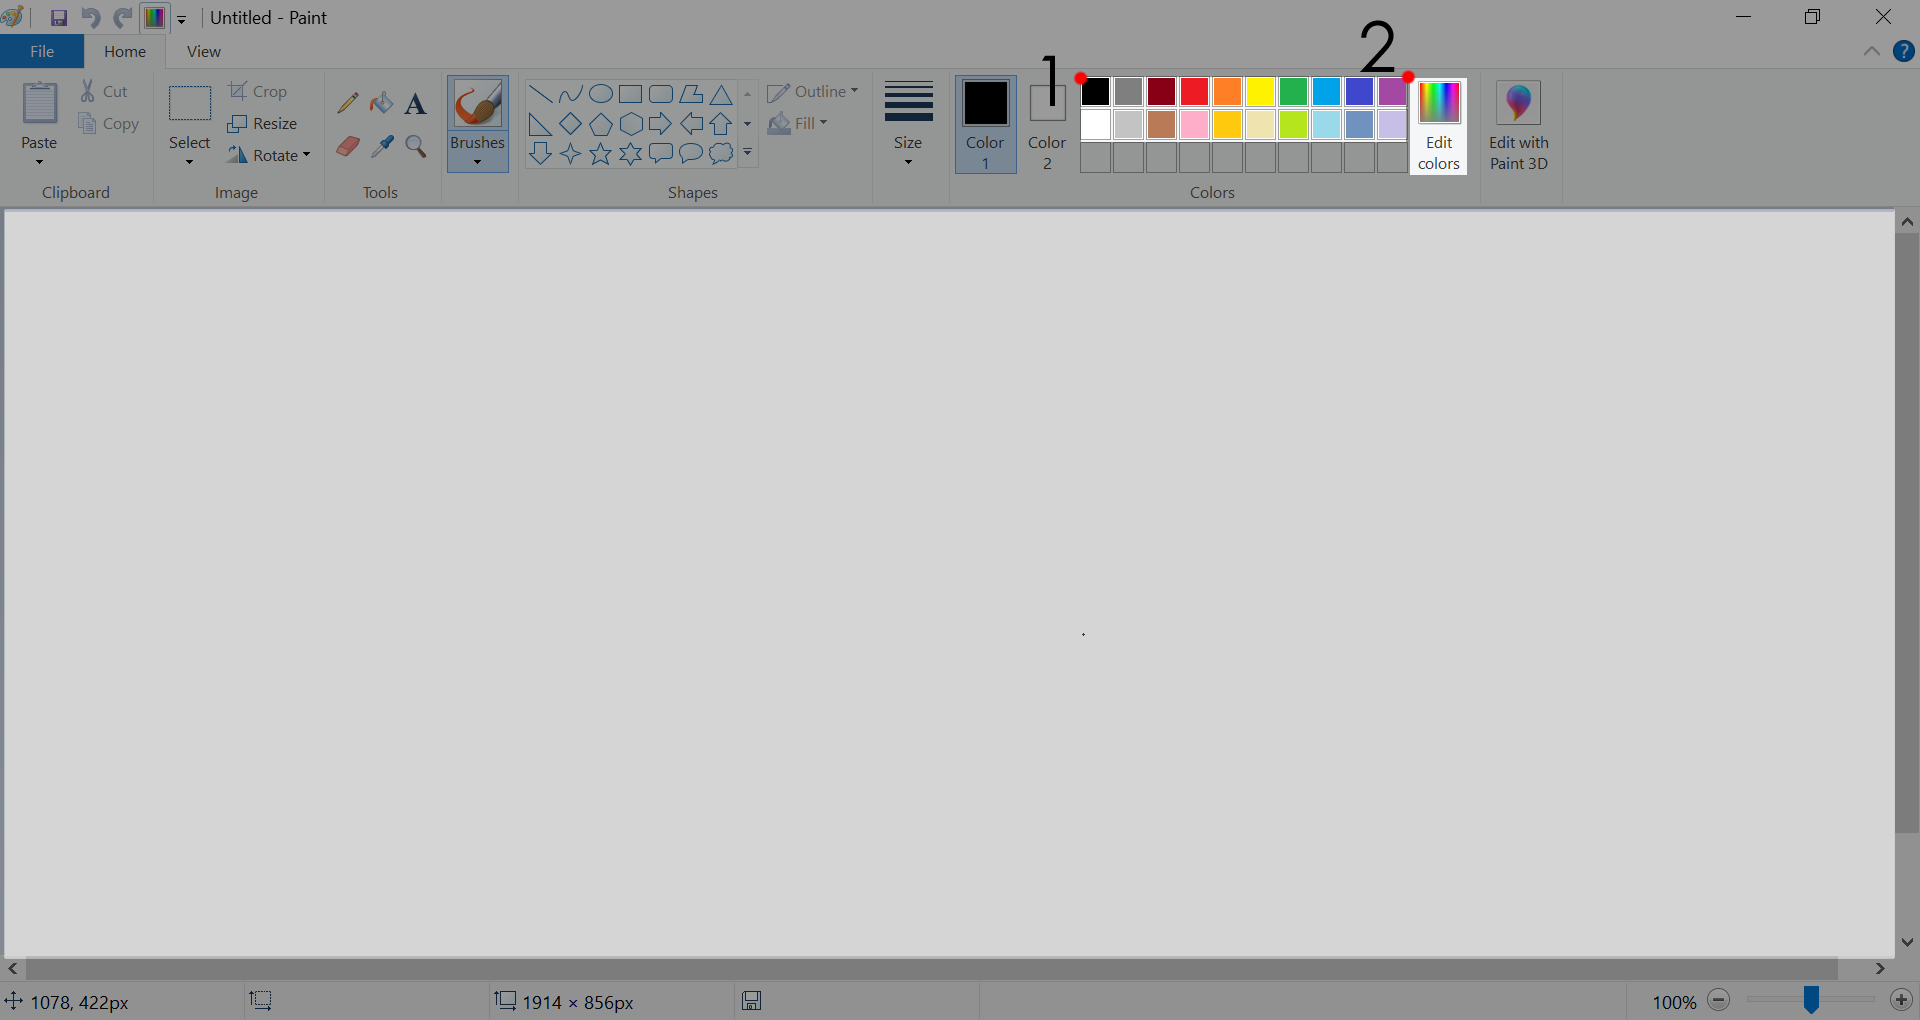 Untitled - Paint
File Home View
1
2
Paste
Cut
Copy
Clipboard
Select
Crop
Resize
Rotate
Image
A
Tools
Brushes
Shapes
Outline
Fill
Size
Color
1
Color
2
Edit
colors
Colors
Edit with
Paint 3D
?
1078, 422px
1914 × 856px
100%